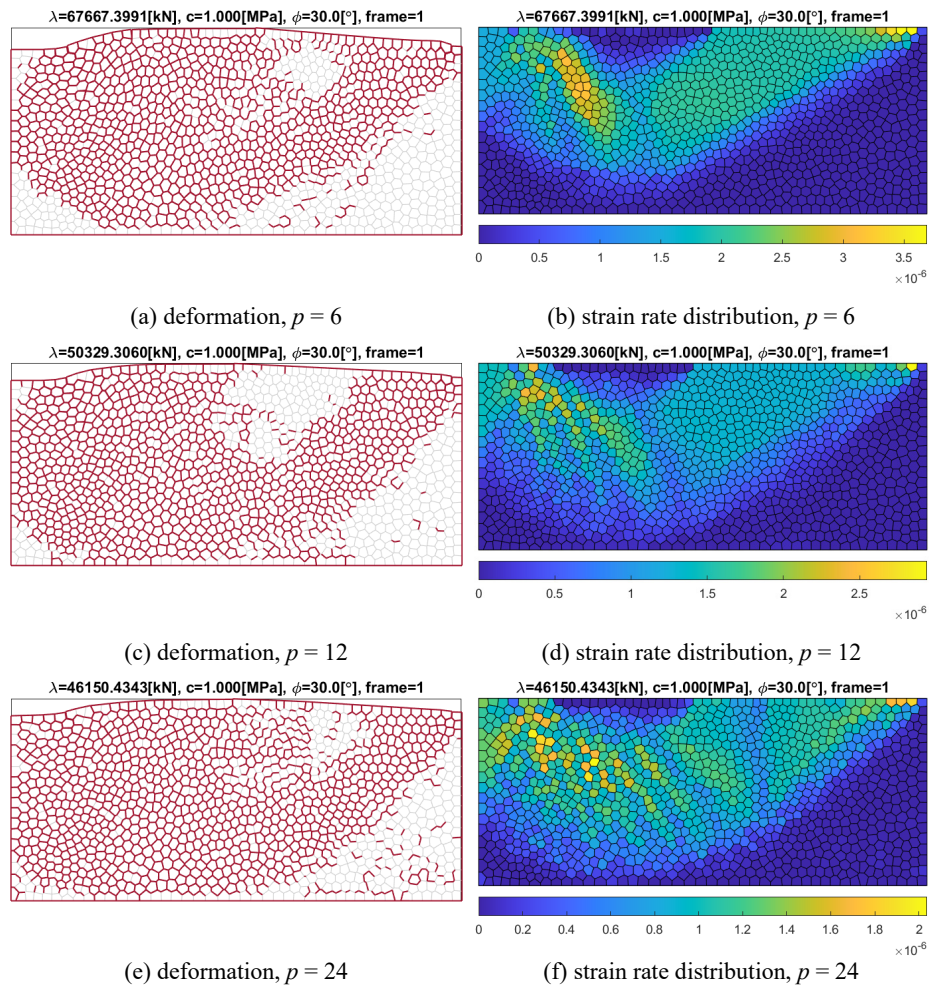 λ=67667.3991[kN], c=1.000[MPa], ϕ=30.0[°], frame=1
λ=67667.3991[kN], c=1.000[MPa], ϕ=30.0[°], frame=1
0 0.5 1 1.5 2 2.5 3 3.5
×10⁻⁶
(a) deformation, p = 6
(b) strain rate distribution, p = 6
λ=50329.3060[kN], c=1.000[MPa], ϕ=30.0[°], frame=1
λ=50329.3060[kN], c=1.000[MPa], ϕ=30.0[°], frame=1
0 0.5 1 1.5 2 2.5
×10⁻⁶
(c) deformation, p = 12
(d) strain rate distribution, p = 12
λ=46150.4343[kN], c=1.000[MPa], ϕ=30.0[°], frame=1
λ=46150.4343[kN], c=1.000[MPa], ϕ=30.0[°], frame=1
0 0.2 0.4 0.6 0.8 1 1.2 1.4 1.6 1.8 2
×10⁻⁶
(e) deformation, p = 24
(f) strain rate distribution, p = 24